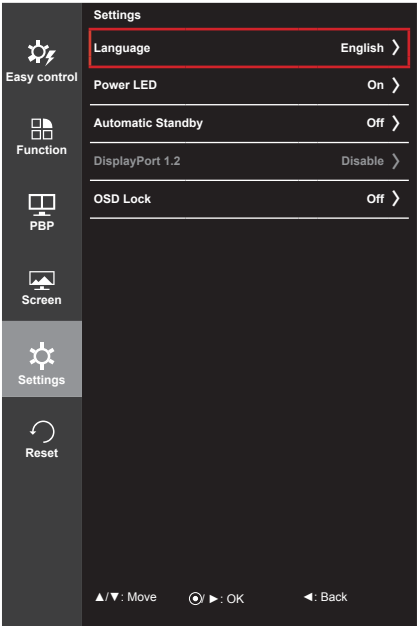 Settings
Easy control
Function
PBP
Screen
Settings
Reset
Language English
Power LED On
Automatic Standby Off
DisplayPort 1.2 Disable
OSD Lock Off
▲/▼: Move ⦿/ ►: OK ◄: Back